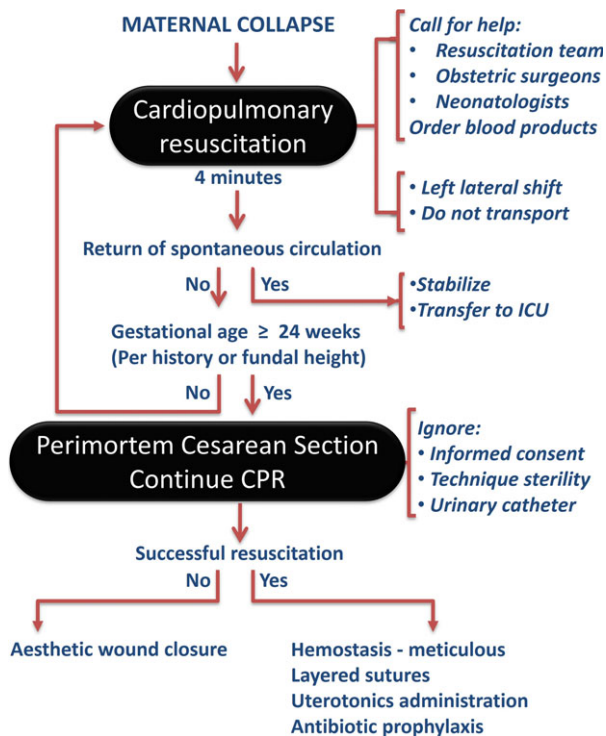 MATERNAL COLLAPSE
Call for help:
• Resuscitation team
• Obstetric surgeons
• Neonatologists
Order blood products
Cardiopulmonary
resuscitation
4 minutes
• Left lateral shift
• Do not transport
Return of spontaneous circulation
No Yes
•Stabilize
•Transfer to ICU
Gestational age ≥ 24 weeks
(Per history or fundal height)
No Yes
Perimortem Cesarean Section
Continue CPR
Ignore:
• Informed consent
• Technique sterility
• Urinary catheter
Successful resuscitation
No Yes
Aesthetic wound closure
Hemostasis - meticulous
Layered sutures
Uterotonics administration
Antibiotic prophylaxis